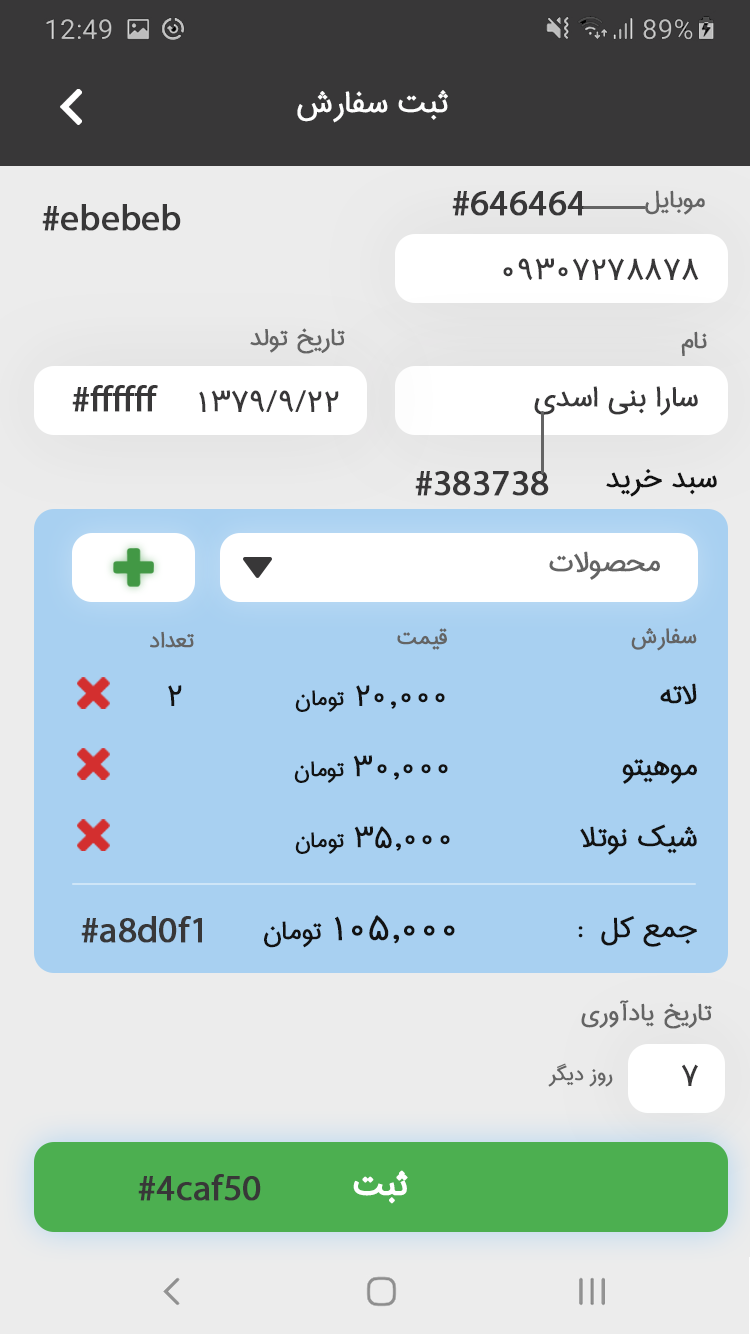 12:49 89%
ثبت سفارش
موبایل #646464 #ebebeb
۰۹۳۰۷۲۷۸۸۷۸
نام تاریخ تولد
سارا بنی اسدی ۱۳۷۹/۹/۲۲ #ffffff
سبد خرید #383738
محصولات
سفارش قیمت تعداد
لاته ۲۰,۰۰۰ تومان ۲
موهیتو ۳۰,۰۰۰ تومان
شیک نوتلا ۳۵,۰۰۰ تومان
جمع کل : ۱۰۵,۰۰۰ تومان #a8d0f1
تاریخ یادآوری
۷ روز دیگر
ثبت #4caf50